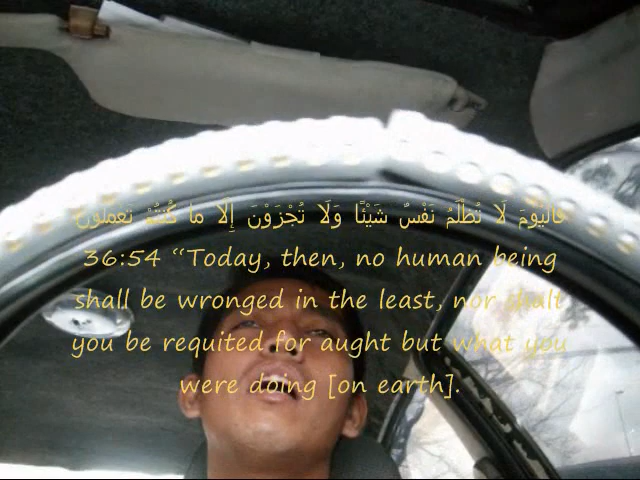 فَالْيَوْمَ لَا تُظْلَمُ نَفْسٌ شَيْئًا وَلَا تُجْزَوْنَ إِلَّا مَا كُنتُمْ تَعْمَلُونَ
36:54 “Today, then, no human being
shall be wronged in the least, nor shalt
you be requited for aught but what you
were doing [on earth].